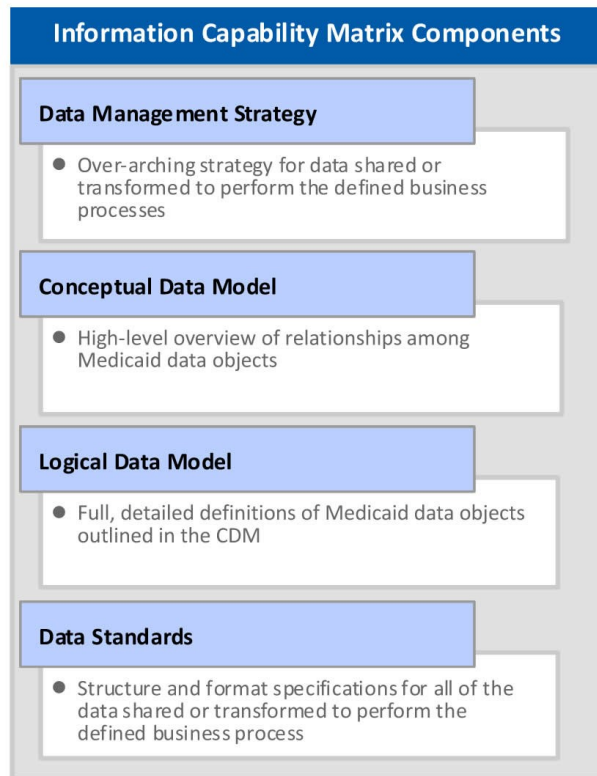 Information Capability Matrix Components
Data Management Strategy
● Over-arching strategy for data shared or
transformed to perform the defined business
processes
Conceptual Data Model
● High-level overview of relationships among
Medicaid data objects
Logical Data Model
● Full, detailed definitions of Medicaid data objects
outlined in the CDM
Data Standards
● Structure and format specifications for all of the
data shared or transformed to perform the
defined business process